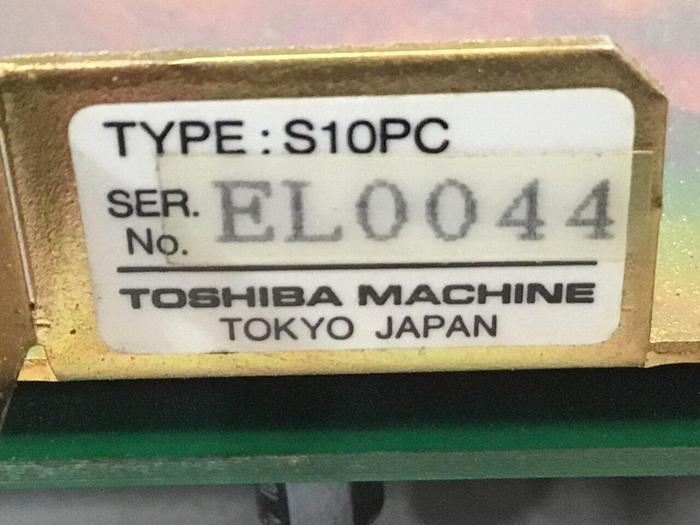 TYPE : S10PC
SER. No. EL0044
TOSHIBA MACHINE
TOKYO JAPAN